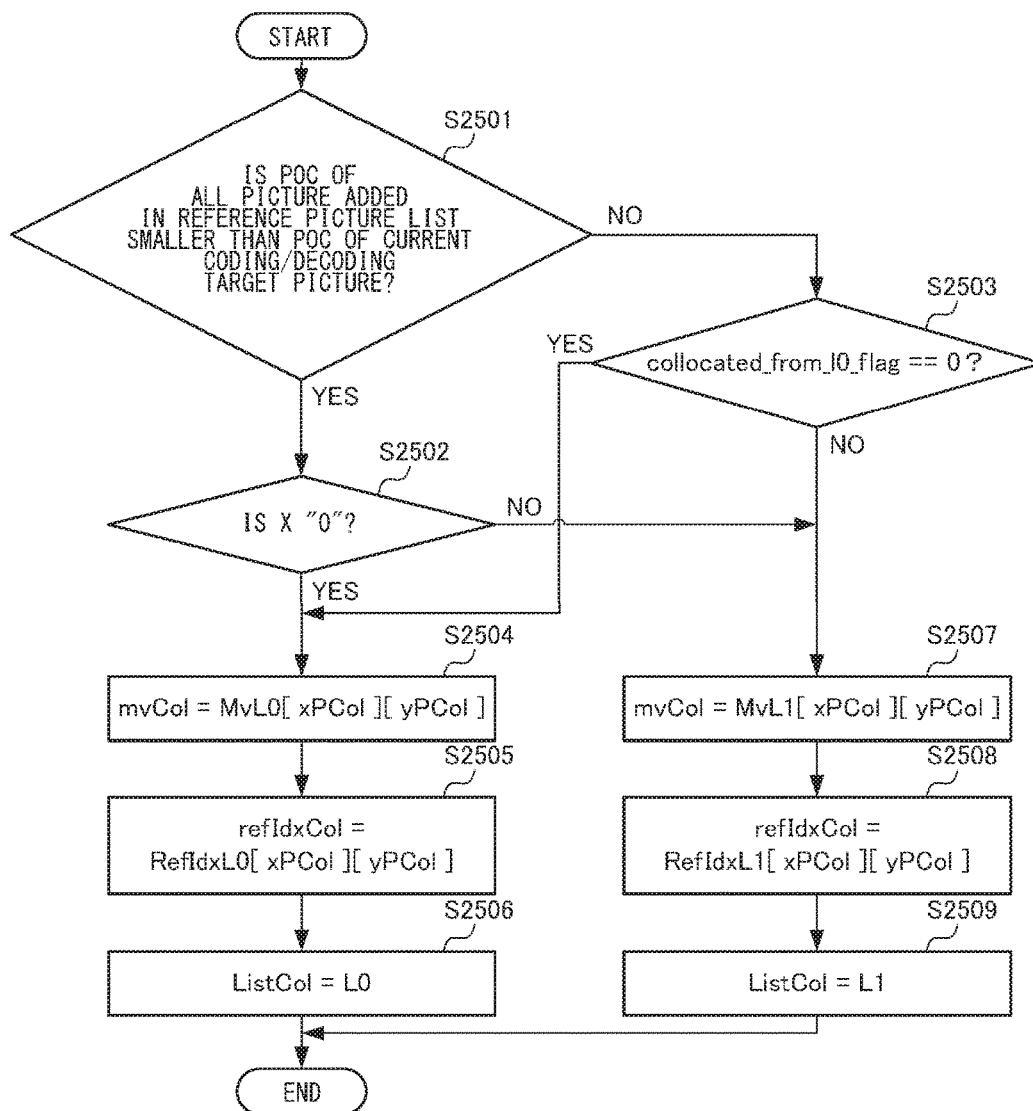 START
S2501
IS POC OF
ALL PICTURE ADDED
IN REFERENCE PICTURE LIST
SMALLER THAN POC OF CURRENT
CODING/DECODING
TARGET PICTURE?
NO
S2503
YES
collocated_from_l0_flag == 0?
YES
NO
S2502
IS X "0"?
NO
YES
S2504
mvCol = MvL0[ xPCol ][ yPCol ]
S2507
mvCol = MvL1[ xPCol ][ yPCol ]
S2505
refIdxCol =
RefIdxL0[ xPCol ][ yPCol ]
S2508
refIdxCol =
RefIdxL1[ xPCol ][ yPCol ]
S2506
ListCol = L0
S2509
ListCol = L1
END